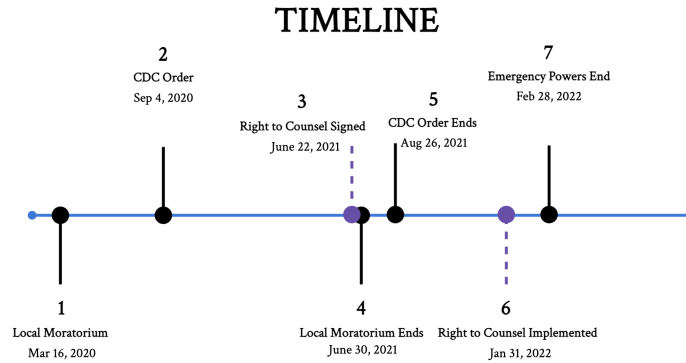 TIMELINE
2
CDC Order
Sep 4, 2020
7
Emergency Powers End
Feb 28, 2022
3
Right to Counsel Signed
June 22, 2021
5
CDC Order Ends
Aug 26, 2021
1
Local Moratorium
Mar 16, 2020
4
Local Moratorium Ends
June 30, 2021
6
Right to Counsel Implemented
Jan 31, 2022